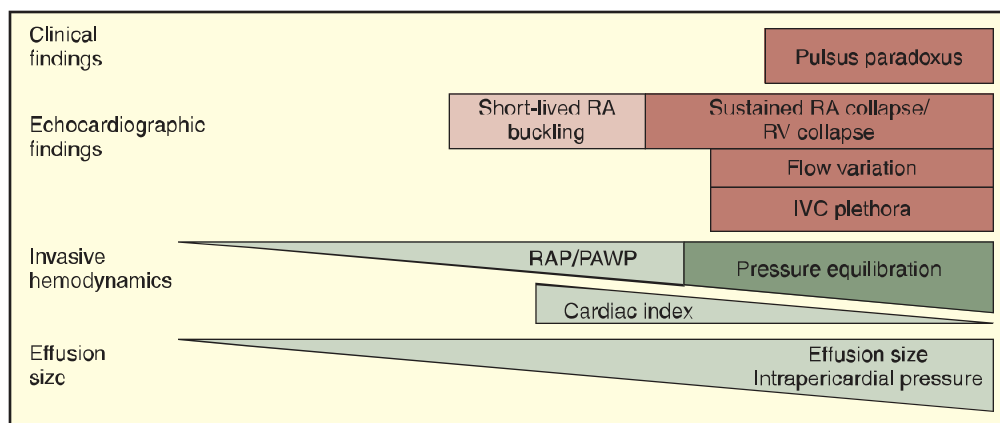 Clinical
findings
Pulsus paradoxus
Echocardiographic
findings
Short-lived RA
buckling
Sustained RA collapse/
RV collapse
Flow variation
IVC plethora
Invasive
hemodynamics
RAP/PAWP
Pressure equilibration
Cardiac index
Effusion
size
Effusion size
Intrapericardial pressure